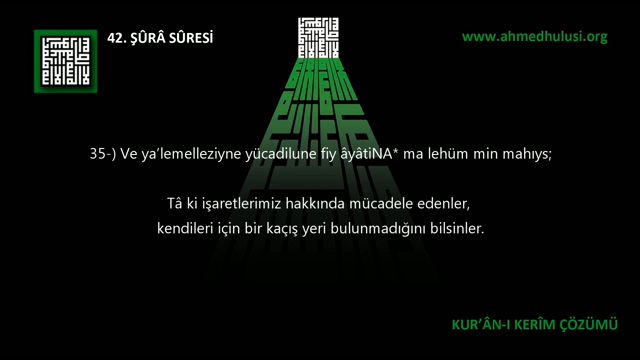 42. ŞÛRÂ SÛRESİ
www.ahmedhulusi.org
35-) Ve ya’lemelleziyne yücadilune fiy âyâtiNA* ma lehüm min mahıys;
Tâ ki işaretlerimiz hakkında mücadele edenler,
kendileri için bir kaçış yeri bulunmadığını bilsinler.
KUR’ÂN-I KERÎM ÇÖZÜMÜ